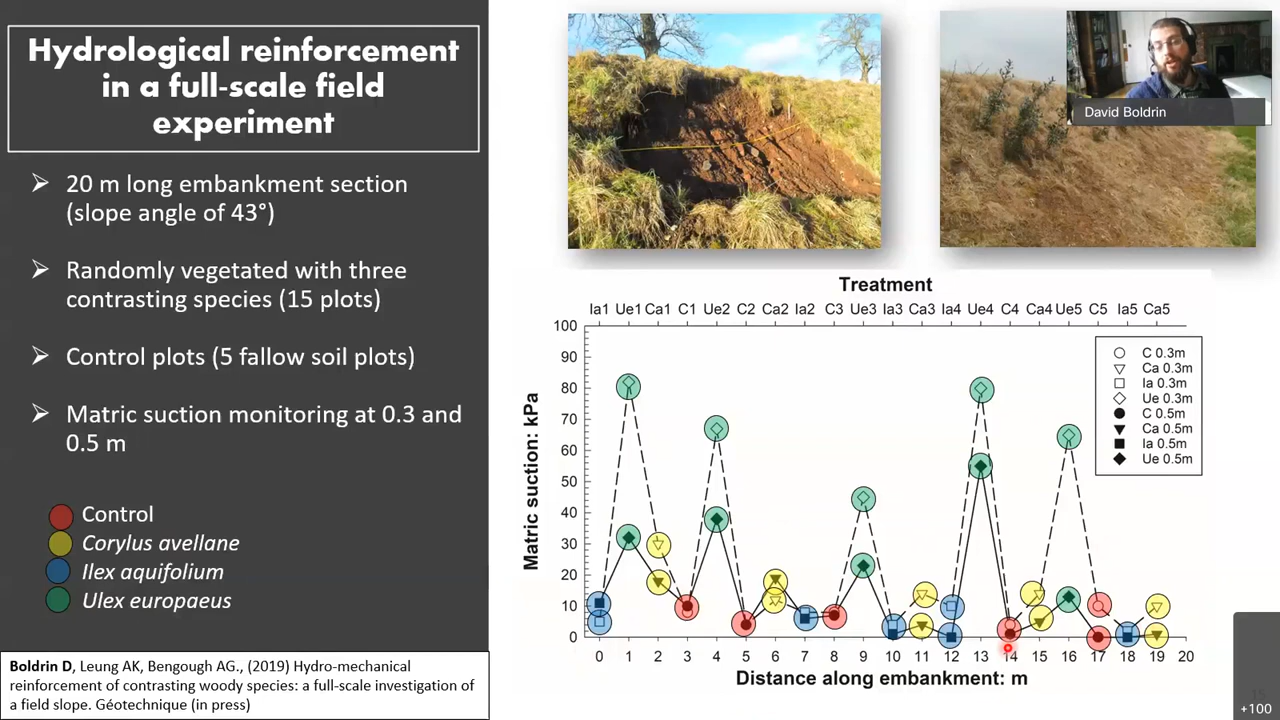 Hydrological reinforcement
in a full-scale field
experiment
➢ 20 m long embankment section
(slope angle of 43°)
➢ Randomly vegetated with three
contrasting species (15 plots)
➢ Control plots (5 fallow soil plots)
➢ Matric suction monitoring at 0.3 and
0.5 m
Control
Corylus avellane
Ilex aquifolium
Ulex europaeus
Boldrin D, Leung AK, Bengough AG., (2019) Hydro-mechanical
reinforcement of contrasting woody species: a full-scale investigation of
a field slope. Géotechnique (in press)
David Boldrin
Treatment
Ia1 Ue1 Ca1 C1 Ue2 C2 Ca2 Ia2 C3 Ue3 Ia3 Ca3 Ia4 Ue4 C4 Ca4 Ue5 C5 Ia5 Ca5
100
90
80
70
60
50
40
30
20
10
0
Matric suction: kPa
C 0.3m
Ca 0.3m
Ia 0.3m
Ue 0.3m
C 0.5m
Ca 0.5m
Ia 0.5m
Ue 0.5m
0 1 2 3 4 5 6 7 8 9 10 11 12 13 14 15 16 17 18 19 20
Distance along embankment: m
15
+100